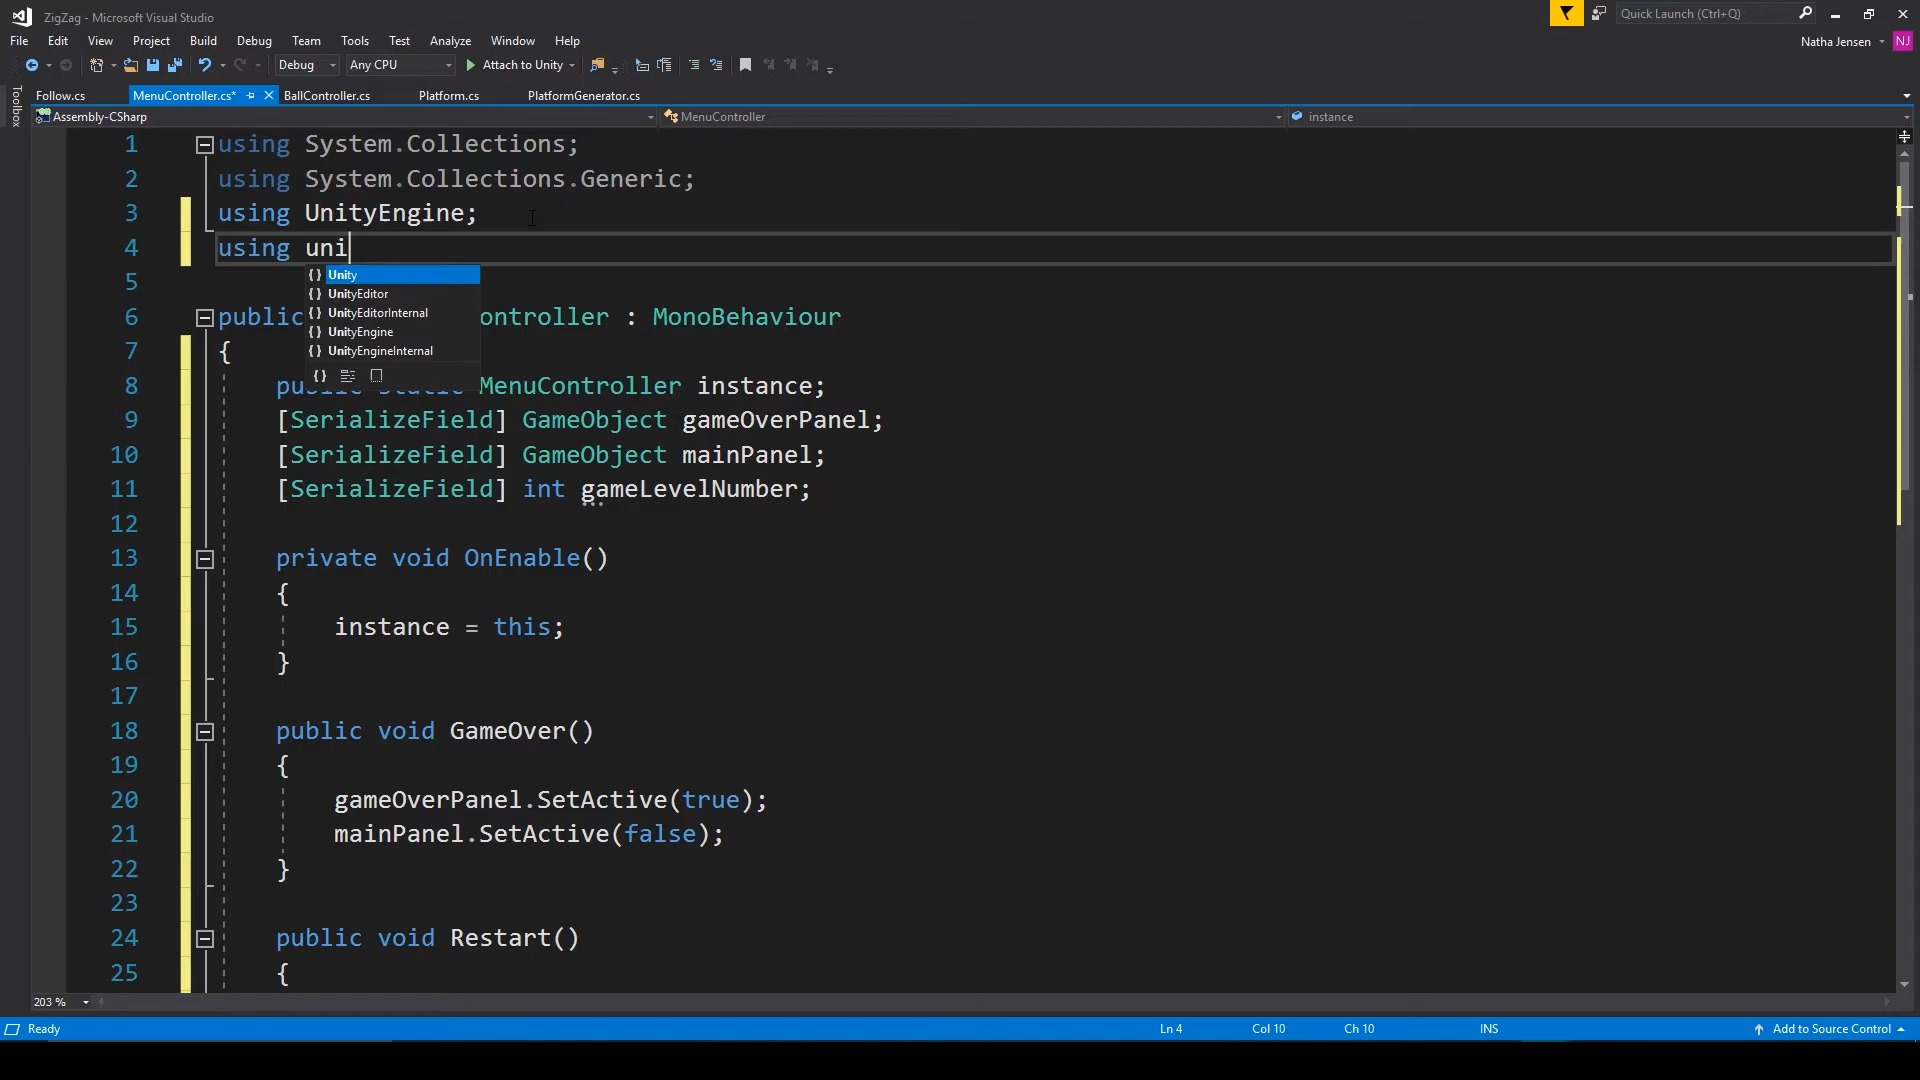 ZigZag - Microsoft Visual Studio
Quick Launch (Ctrl+Q)
File Edit View Project Build Debug Team Tools Test Analyze Window Help
Natha Jensen NJ
Debug Any CPU Attach to Unity
Toolbox
Follow.cs MenuController.cs* BallController.cs Platform.cs PlatformGenerator.cs
Assembly-CSharp MenuController instance
1 using System.Collections;
2 using System.Collections.Generic;
3 using UnityEngine;
4 using uni
{} Unity
5
{} UnityEditor
{} UnityEditorInternal
6 public ontroller : MonoBehaviour
{} UnityEngine
7 {
{} UnityEngineInternal
{}
8 public static MenuController instance;
9 [SerializeField] GameObject gameOverPanel;
10 [SerializeField] GameObject mainPanel;
11 [SerializeField] int gameLevelNumber;
12
13 private void OnEnable()
14 {
15 instance = this;
16 }
17
18 public void GameOver()
19 {
20 gameOverPanel.SetActive(true);
21 mainPanel.SetActive(false);
22 }
23
24 public void Restart()
25 {
203 %
Ready Ln 4 Col 10 Ch 10 INS Add to Source Control